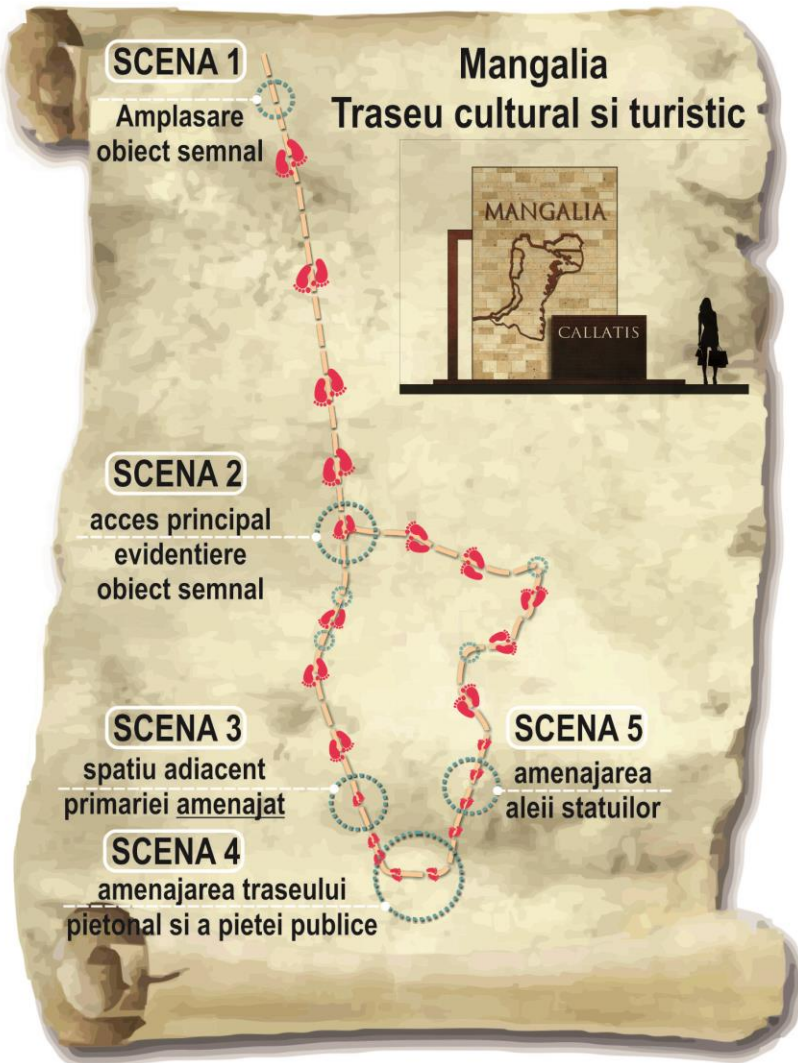 SCENA 1
Amplasare
obiect semnal
Mangalia
Traseu cultural si turistic
MANGALIA
CALLATIS
SCENA 2
acces principal
evidentiere
obiect semnal
SCENA 3
spatiu adiacent
primariei amenajat
SCENA 5
amenajarea
aleii statuilor
SCENA 4
amenajarea traseului
pietonal si a pietei publice